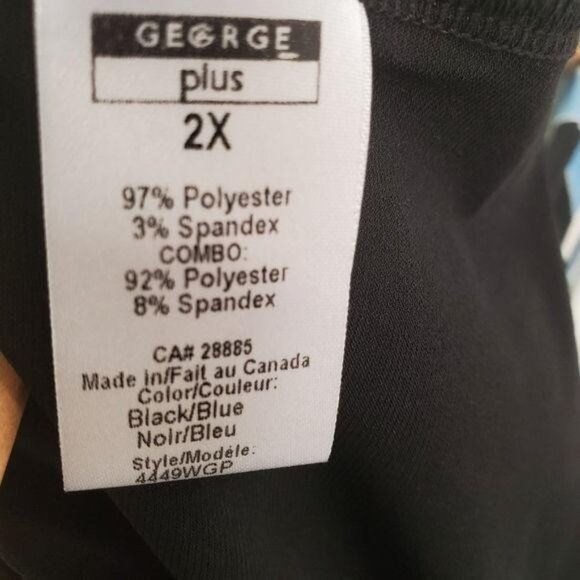 GEORGE
plus
2X
97% Polyester
3% Spandex
COMBO:
92% Polyester
8% Spandex
CA# 28885
Made in/Fait au Canada
Color/Couleur:
Black/Blue
Noir/Bleu
Style/Modèle:
4449WGP